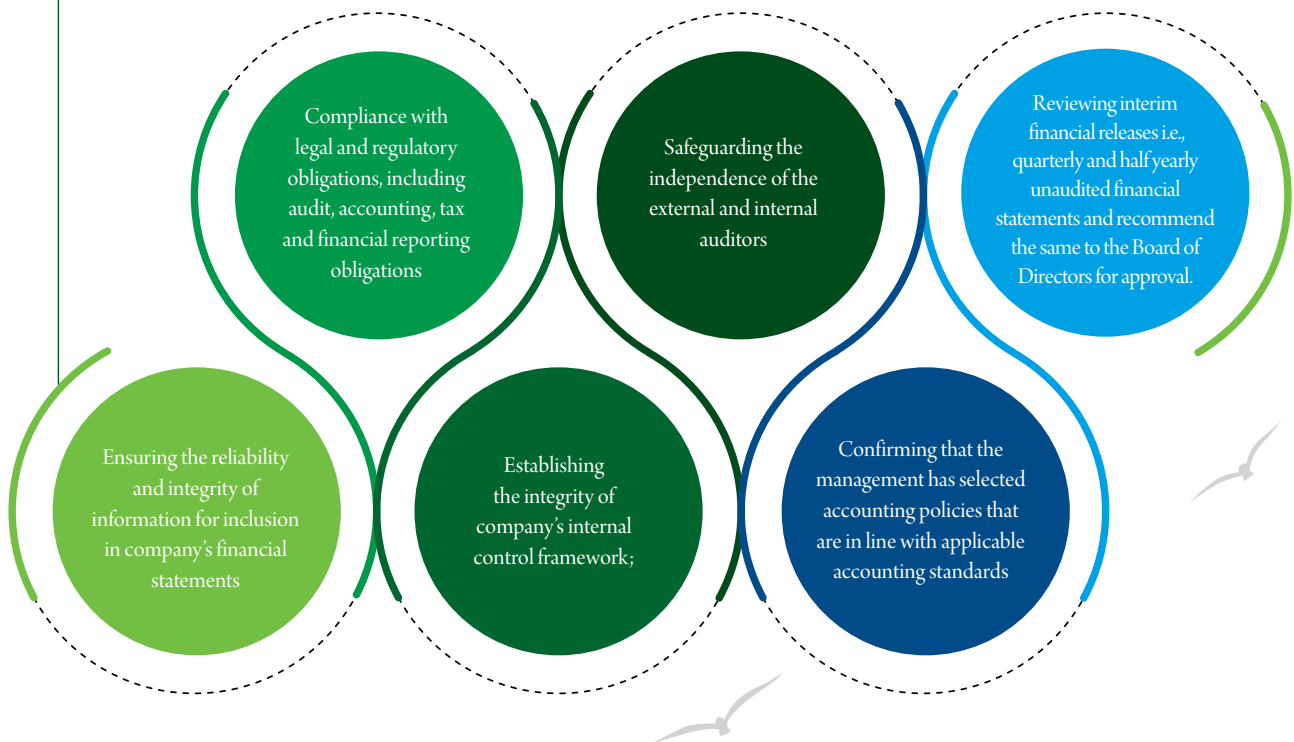 Compliance with
legal and regulatory
obligations, including
audit, accounting, tax
and financial reporting
obligations
Safeguarding the
independence of the
external and internal
auditors
Reviewing interim
financial releases i.e.,
quarterly and half yearly
unaudited financial
statements and recommend
the same to the Board of
Directors for approval.
Ensuring the reliability
and integrity of
information for inclusion
in company's financial
statements
Establishing
the integrity of
company's internal
control framework;
Confirming that the
management has selected
accounting policies that
are in line with applicable
accounting standards